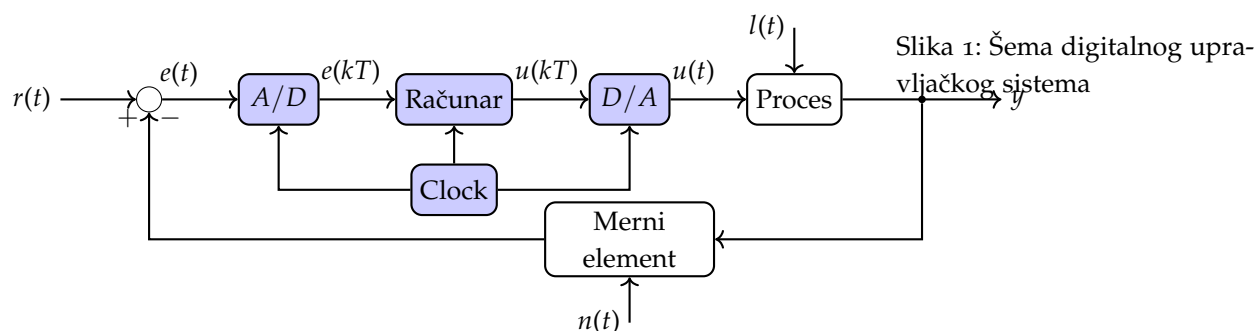 l(t)
Slika 1: Šema digitalnog upra-
vljačkog sistema
r(t)
+
−
e(t)
A/D
e(kT)
Računar
u(kT)
D/A
u(t)
Proces
y
Clock
Merni
element
n(t)